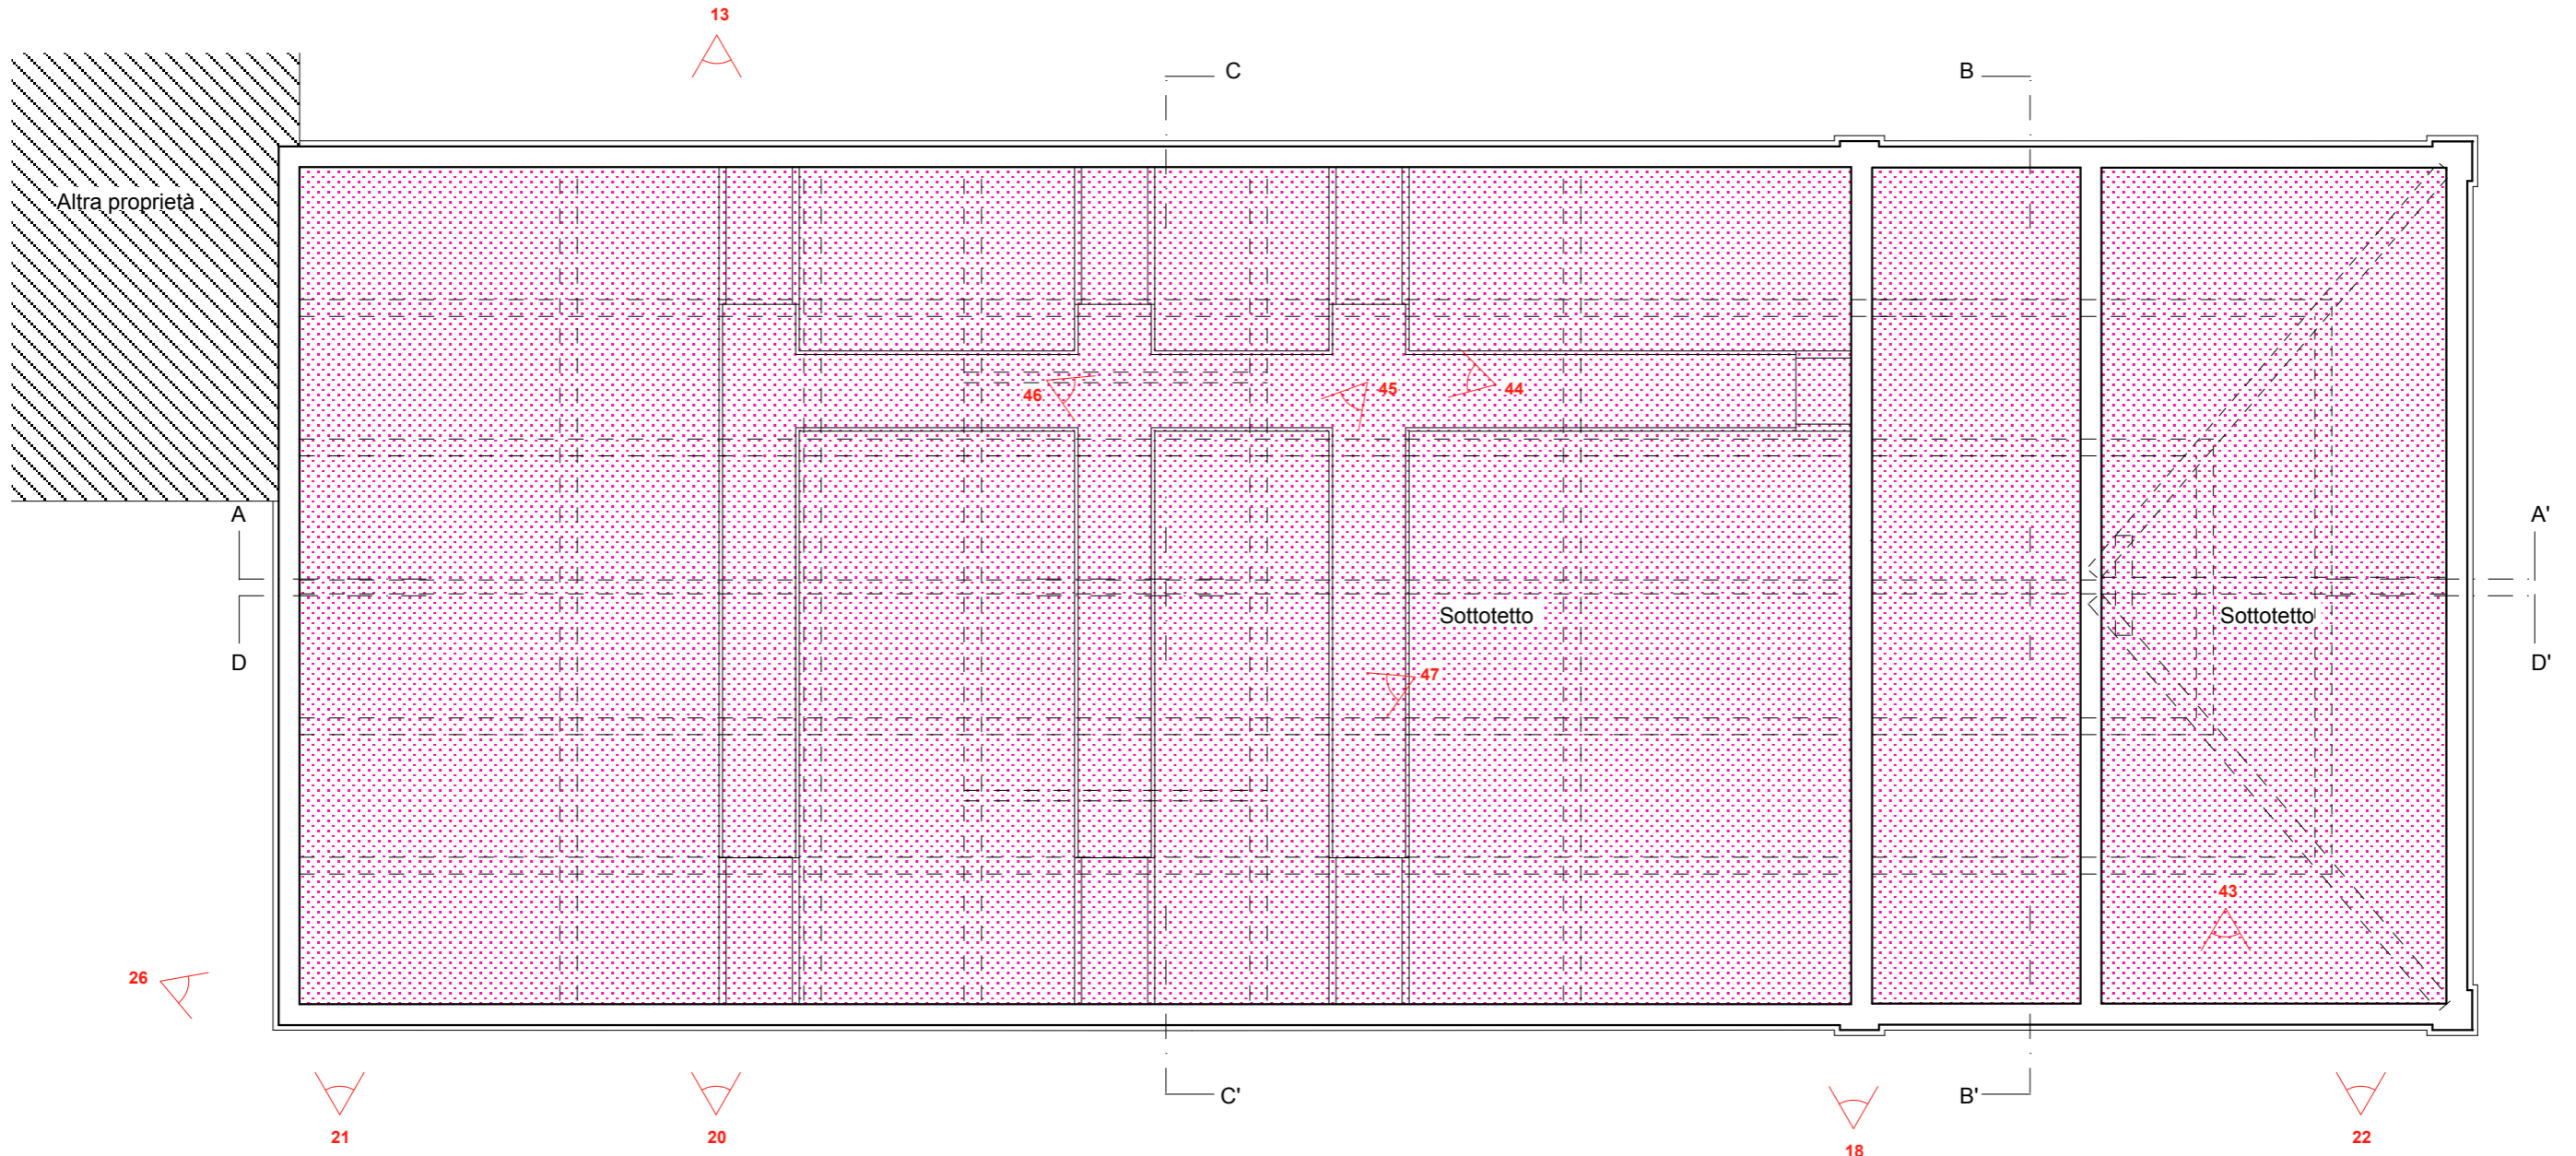 13
C
B
Altra proprietà
46
45
44
A
A'
Sottotetto
Sottotetto
D
D'
47
43
26
C'
B'
21
20
18
22